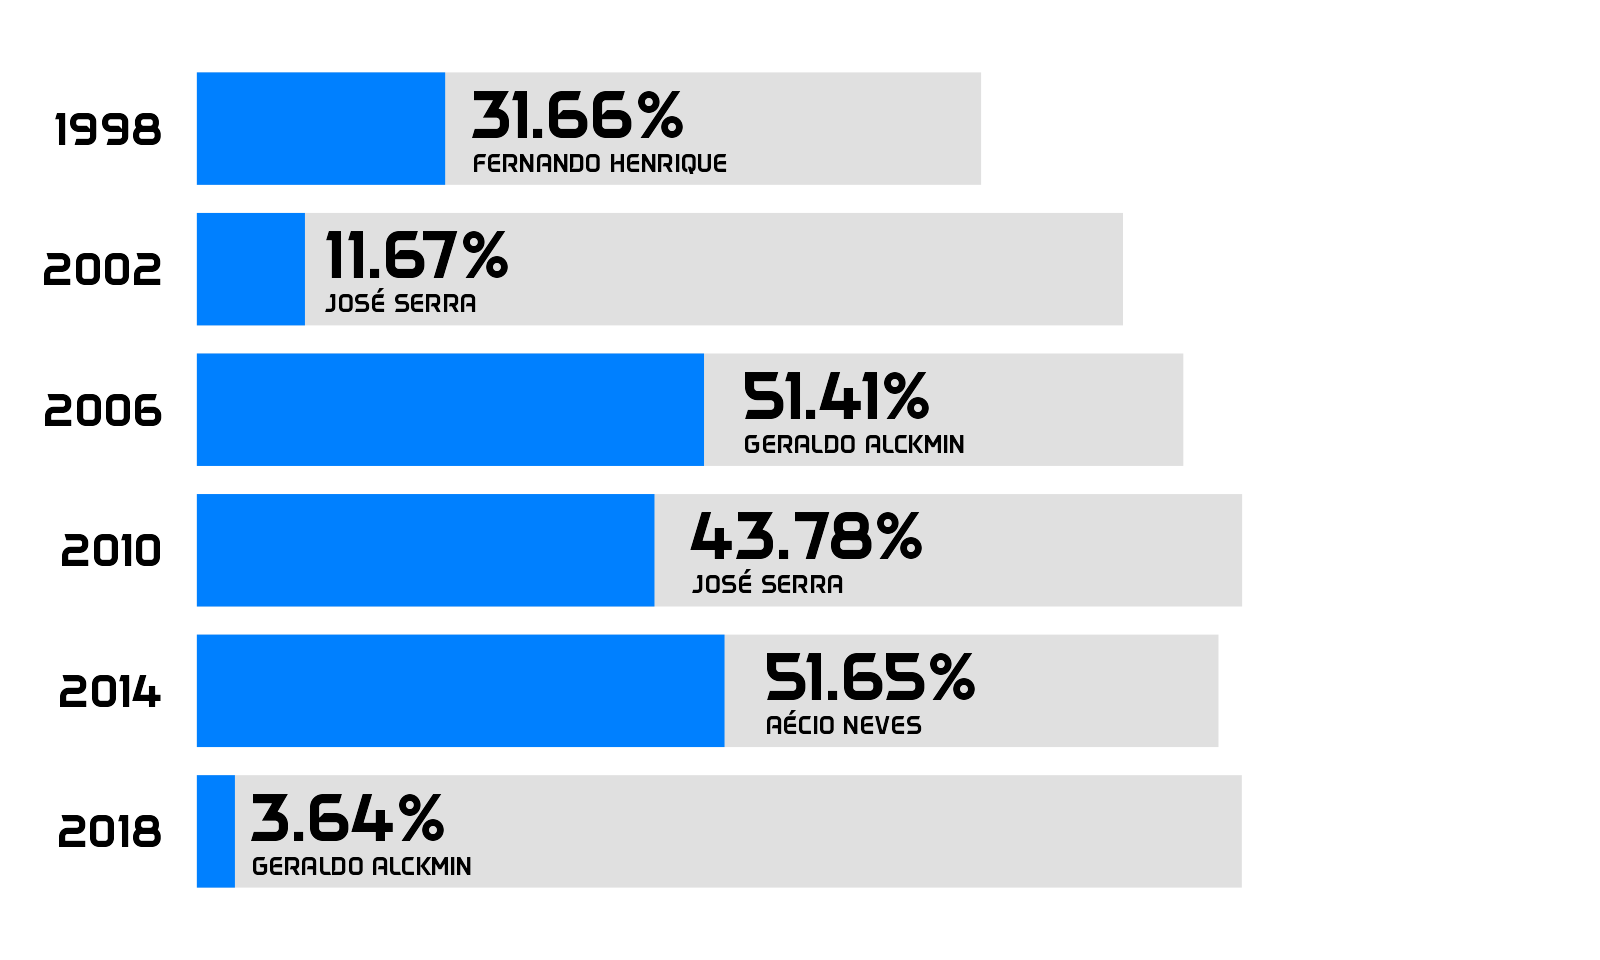 1998
31.66%
FERNANDO HENRIQUE
2002
11.67%
JOSÉ SERRA
2006
51.41%
GERALDO ALCKMIN
2010
43.78%
JOSÉ SERRA
2014
51.65%
AÉCIO NEVES
2018
3.64%
GERALDO ALCKMIN